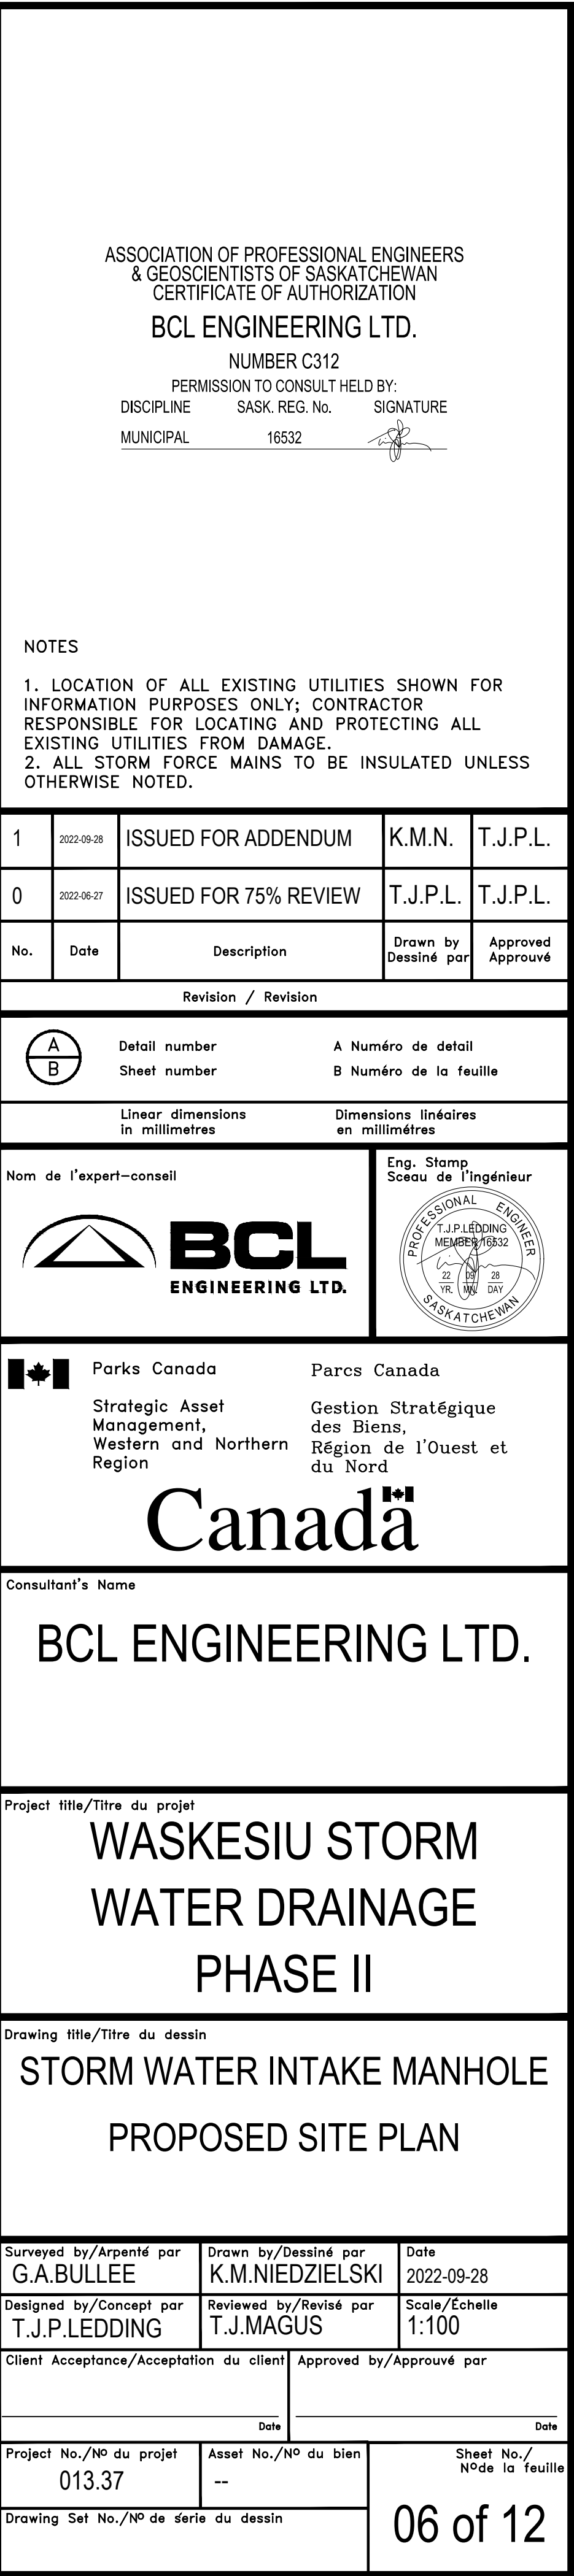 ASSOCIATION OF PROFESSIONAL ENGINEERS
& GEOSCIENTISTS OF SASKATCHEWAN
CERTIFICATE OF AUTHORIZATION
BCL ENGINEERING LTD.
NUMBER C312
PERMISSION TO CONSULT HELD BY:
DISCIPLINE SASK. REG. No. SIGNATURE
MUNICIPAL 16532
NOTES
1. LOCATION OF ALL EXISTING UTILITIES SHOWN FOR
INFORMATION PURPOSES ONLY; CONTRACTOR
RESPONSIBLE FOR LOCATING AND PROTECTING ALL
EXISTING UTILITIES FROM DAMAGE.
2. ALL STORM FORCE MAINS TO BE INSULATED UNLESS
OTHERWISE NOTED.
1 2022-09-28 ISSUED FOR ADDENDUM K.M.N. T.J.P.L.
0 2022-06-27 ISSUED FOR 75% REVIEW T.J.P.L. T.J.P.L.
No. Date Description Drawn by Approved
Dessiné par Approuvé
Revision / Revision
A Detail number A Numéro de detail
B Sheet number B Numéro de la feuille
Linear dimensions Dimensions linéaires
in millimetres en millimétres
Nom de l'expert-conseil
BCL
ENGINEERING LTD.
Eng. Stamp
Sceau de l'ingénieur
PROFESSIONAL ENGINEER
T.J.P.LEDDING
MEMBER 16532
22 09 28
YR. MN. DAY
SASKATCHEWAN
Parks Canada Parcs Canada
Strategic Asset Gestion Stratégique
Management, des Biens,
Western and Northern Région de l'Ouest et
Region du Nord
Canada
Consultant's Name
BCL ENGINEERING LTD.
Project title/Titre du projet
WASKESIU STORM
WATER DRAINAGE
PHASE II
Drawing title/Titre du dessin
STORM WATER INTAKE MANHOLE
PROPOSED SITE PLAN
Surveyed by/Arpenté par Drawn by/Dessiné par Date
G.A.BULLEE K.M.NIEDZIELSKI 2022-09-28
Designed by/Concept par Reviewed by/Revisé par Scale/Échelle
T.J.P.LEDDING T.J.MAGUS 1:100
Client Acceptance/Acceptation du client Approved by/Approuvé par
Date Date
Project No./Nº du projet Asset No./Nº du bien Sheet No./
Nºde la feuille
013.37 --
Drawing Set No./Nº de śerie du dessin
06 of 12